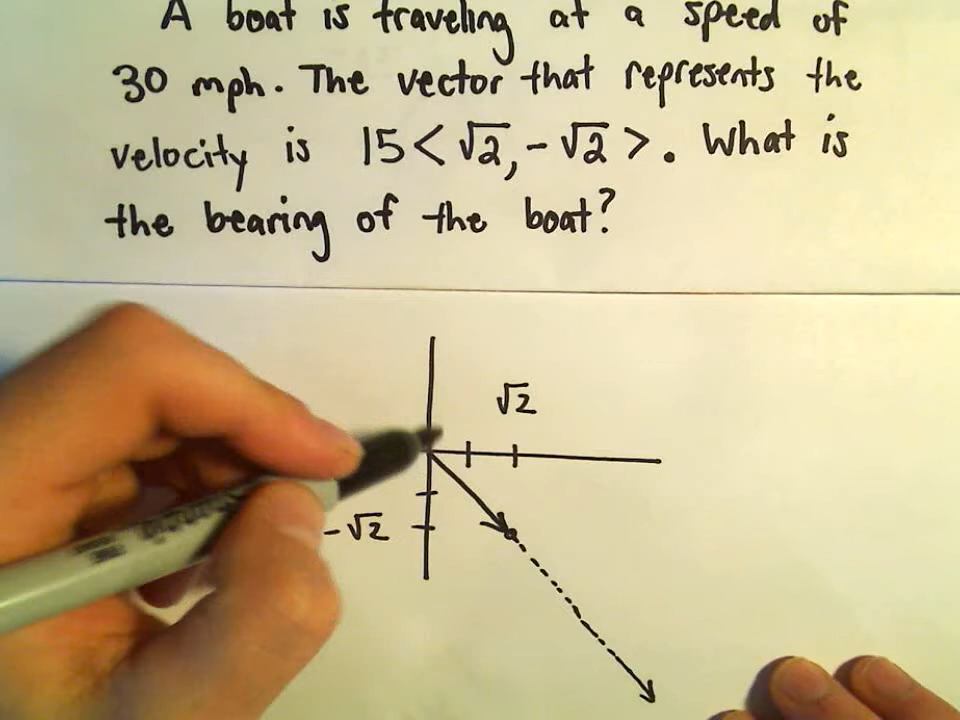 A boat is traveling at a speed of
30 mph. The vector that represents the
velocity is 15<√2, -√2>. What is
the bearing of the boat?
√2
-√2